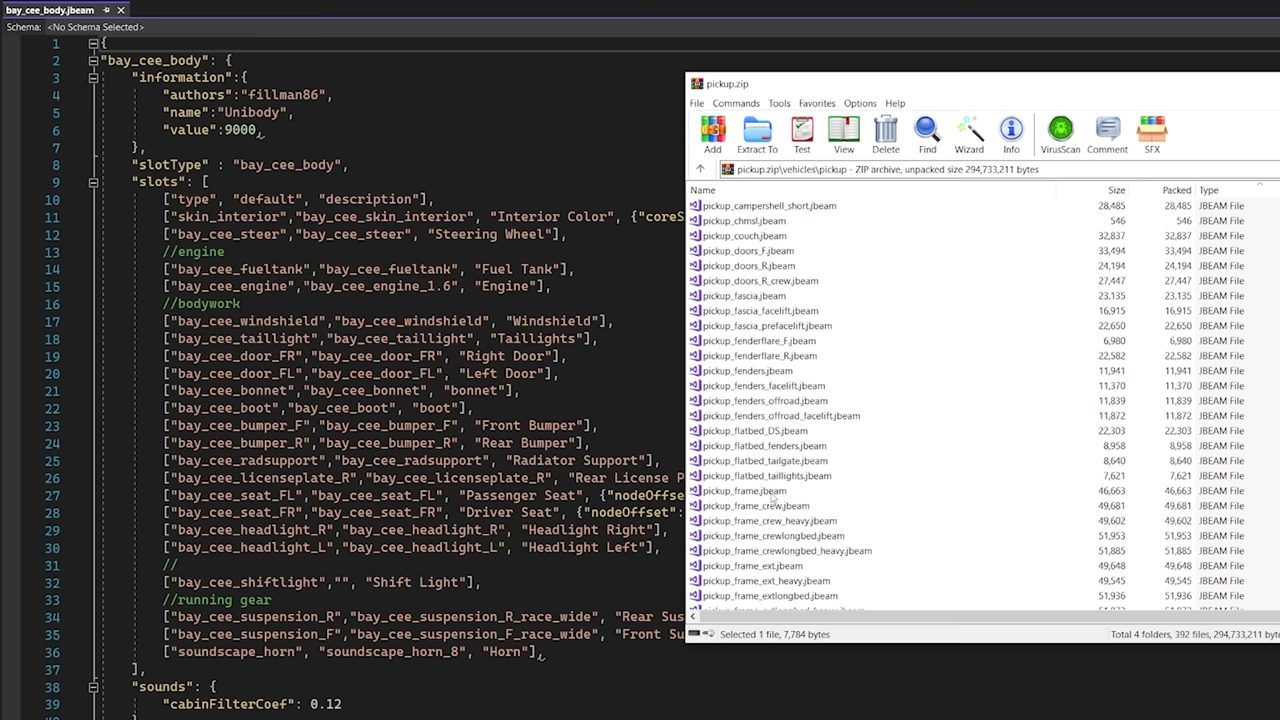 bay_cee_body.jbeam
Schema: <No Schema Selected>
1 {
2 "bay_cee_body": {
3 "information":{
4 "authors":"fillman86",
5 "name":"Unibody",
6 "value":9000,
7 },
8 "slotType" : "bay_cee_body",
9 "slots": [
10 ["type", "default", "description"],
11 ["skin_interior","bay_cee_skin_interior", "Interior Color", {"coreS
12 ["bay_cee_steer","bay_cee_steer", "Steering Wheel"],
13 //engine
14 ["bay_cee_fueltank","bay_cee_fueltank", "Fuel Tank"],
15 ["bay_cee_engine","bay_cee_engine_1.6", "Engine"],
16 //bodywork
17 ["bay_cee_windshield","bay_cee_windshield", "Windshield"],
18 ["bay_cee_taillight","bay_cee_taillight", "Taillights"],
19 ["bay_cee_door_FR","bay_cee_door_FR", "Right Door"],
20 ["bay_cee_door_FL","bay_cee_door_FL", "Left Door"],
21 ["bay_cee_bonnet","bay_cee_bonnet", "bonnet"],
22 ["bay_cee_boot","bay_cee_boot", "boot"],
23 ["bay_cee_bumper_F","bay_cee_bumper_F", "Front Bumper"],
24 ["bay_cee_bumper_R","bay_cee_bumper_R", "Rear Bumper"],
25 ["bay_cee_radsupport","bay_cee_radsupport", "Radiator Support"],
26 ["bay_cee_licenseplate_R","bay_cee_licenseplate_R", "Rear License P
27 ["bay_cee_seat_FL","bay_cee_seat_FL", "Passenger Seat", {"nodeOffse
28 ["bay_cee_seat_FR","bay_cee_seat_FR", "Driver Seat", {"nodeOffset":
29 ["bay_cee_headlight_R","bay_cee_headlight_R", "Headlight Right"],
30 ["bay_cee_headlight_L","bay_cee_headlight_L", "Headlight Left"],
31 //
32 ["bay_cee_shiftlight","", "Shift Light"],
33 //running gear
34 ["bay_cee_suspension_R","bay_cee_suspension_R_race_wide", "Rear Sus
35 ["bay_cee_suspension_F","bay_cee_suspension_F_race_wide", "Front Su
36 ["soundscape_horn", "soundscape_horn_8", "Horn"],
37 ],
38 "sounds": {
39 "cabinFilterCoef": 0.12
pickup.zip
File Commands Tools Favorites Options Help
Add Extract To Test View Delete Find Wizard Info VirusScan Comment SFX
pickup.zip\vehicles\pickup - ZIP archive, unpacked size 294,733,211 bytes
Name Size Packed Type
pickup_campershell_short.jbeam 28,485 28,485 JBEAM File
pickup_chmsl.jbeam 546 546 JBEAM File
pickup_couch.jbeam 32,837 32,837 JBEAM File
pickup_doors_F.jbeam 33,494 33,494 JBEAM File
pickup_doors_R.jbeam 24,194 24,194 JBEAM File
pickup_doors_R_crew.jbeam 27,447 27,447 JBEAM File
pickup_fascia.jbeam 23,135 23,135 JBEAM File
pickup_fascia_facelift.jbeam 16,915 16,915 JBEAM File
pickup_fascia_prefacelift.jbeam 22,650 22,650 JBEAM File
pickup_fenderflare_F.jbeam 6,980 6,980 JBEAM File
pickup_fenderflare_R.jbeam 22,582 22,582 JBEAM File
pickup_fenders.jbeam 11,941 11,941 JBEAM File
pickup_fenders_facelift.jbeam 11,370 11,370 JBEAM File
pickup_fenders_offroad.jbeam 11,839 11,839 JBEAM File
pickup_fenders_offroad_facelift.jbeam 11,872 11,872 JBEAM File
pickup_flatbed_DS.jbeam 22,303 22,303 JBEAM File
pickup_flatbed_fenders.jbeam 8,958 8,958 JBEAM File
pickup_flatbed_tailgate.jbeam 8,640 8,640 JBEAM File
pickup_flatbed_taillights.jbeam 7,621 7,621 JBEAM File
pickup_frame.jbeam 46,663 46,663 JBEAM File
pickup_frame_crew.jbeam 49,681 49,681 JBEAM File
pickup_frame_crew_heavy.jbeam 49,602 49,602 JBEAM File
pickup_frame_crewlongbed.jbeam 51,953 51,953 JBEAM File
pickup_frame_crewlongbed_heavy.jbeam 51,885 51,885 JBEAM File
pickup_frame_ext.jbeam 49,648 49,648 JBEAM File
pickup_frame_ext_heavy.jbeam 49,545 49,545 JBEAM File
pickup_frame_extlongbed.jbeam 51,936 51,936 JBEAM File
Selected 1 file, 7,784 bytes
Total 4 folders, 392 files, 294,733,211 byte